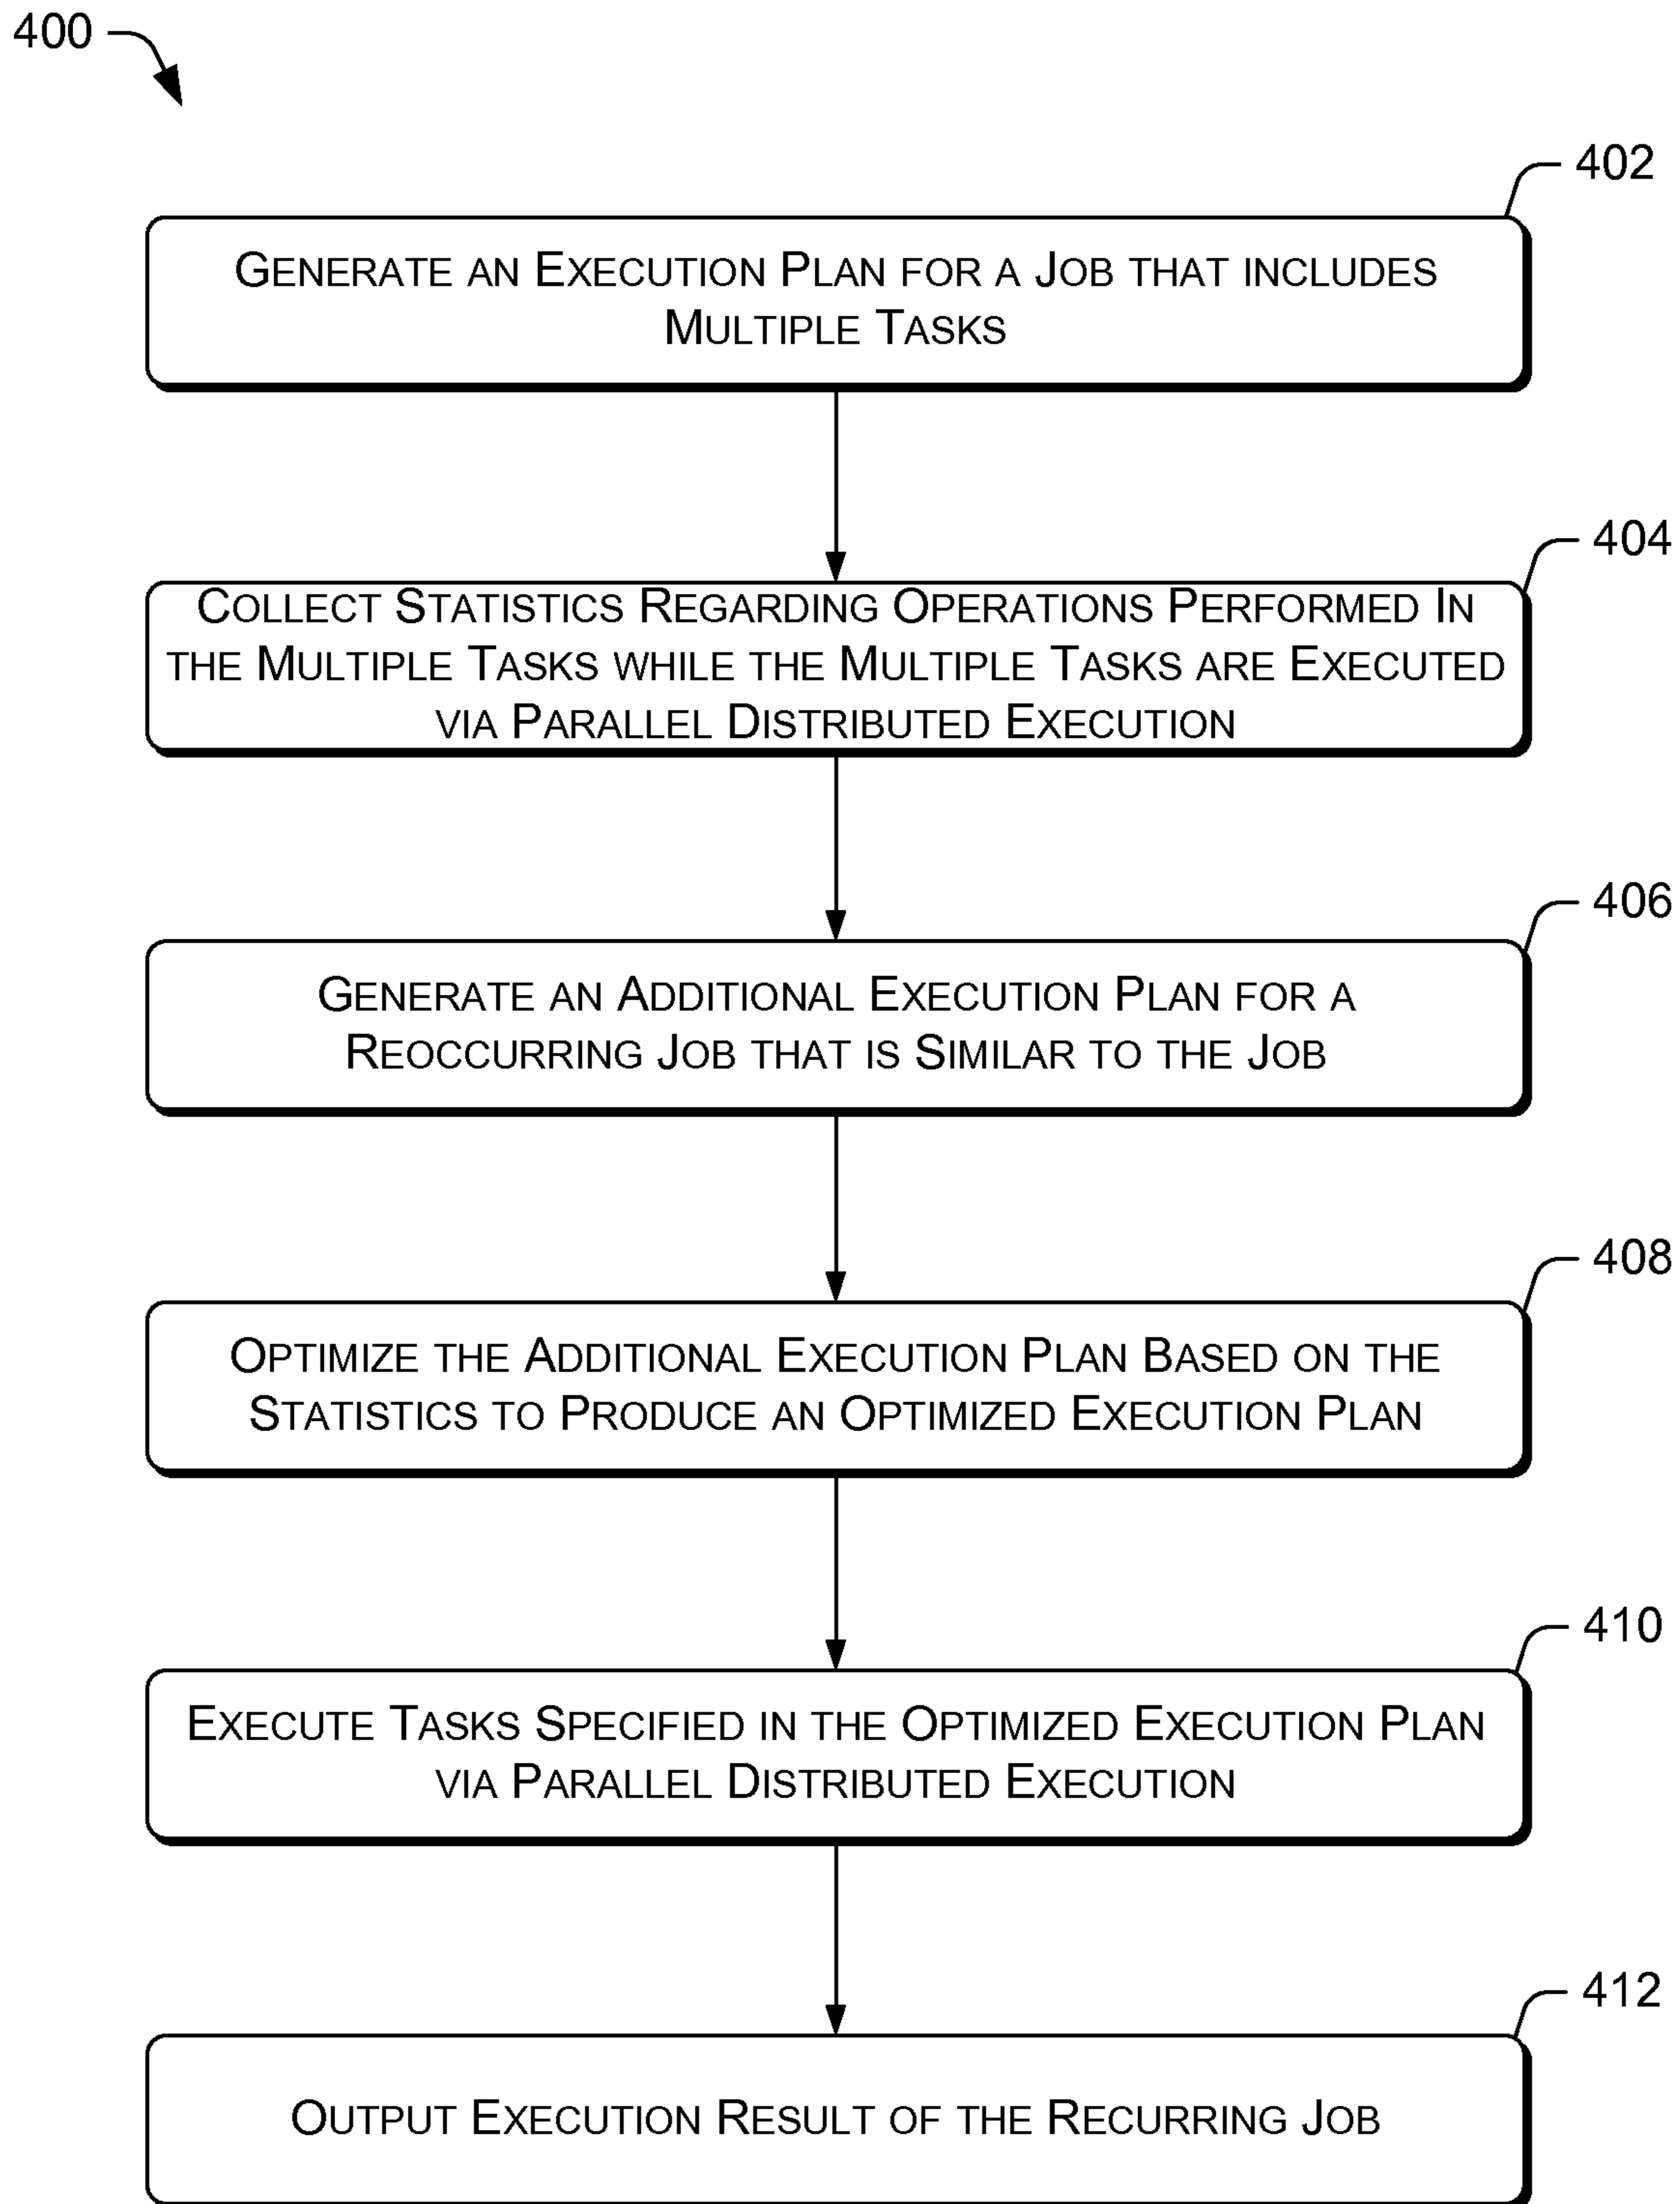 400
402
GENERATE AN EXECUTION PLAN FOR A JOB THAT INCLUDES
MULTIPLE TASKS
404
COLLECT STATISTICS REGARDING OPERATIONS PERFORMED IN
THE MULTIPLE TASKS WHILE THE MULTIPLE TASKS ARE EXECUTED
VIA PARALLEL DISTRIBUTED EXECUTION
406
GENERATE AN ADDITIONAL EXECUTION PLAN FOR A
REOCCURRING JOB THAT IS SIMILAR TO THE JOB
408
OPTIMIZE THE ADDITIONAL EXECUTION PLAN BASED ON THE
STATISTICS TO PRODUCE AN OPTIMIZED EXECUTION PLAN
410
EXECUTE TASKS SPECIFIED IN THE OPTIMIZED EXECUTION PLAN
VIA PARALLEL DISTRIBUTED EXECUTION
412
OUTPUT EXECUTION RESULT OF THE RECURRING JOB